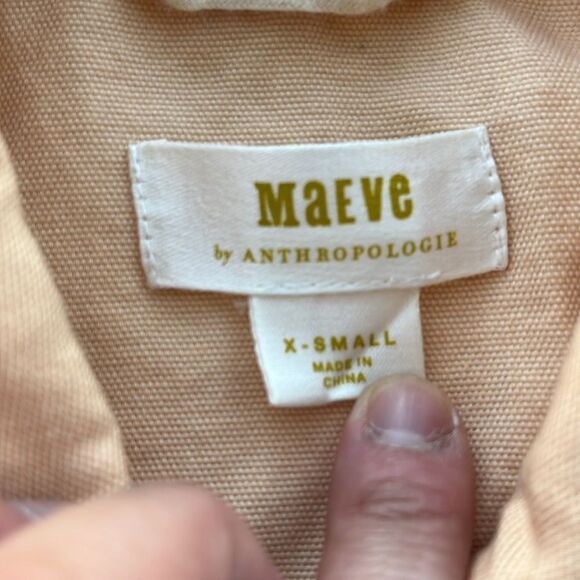 MaEVe
by ANTHROPOLOGIE
X-SMALL
MADE IN
CHINA